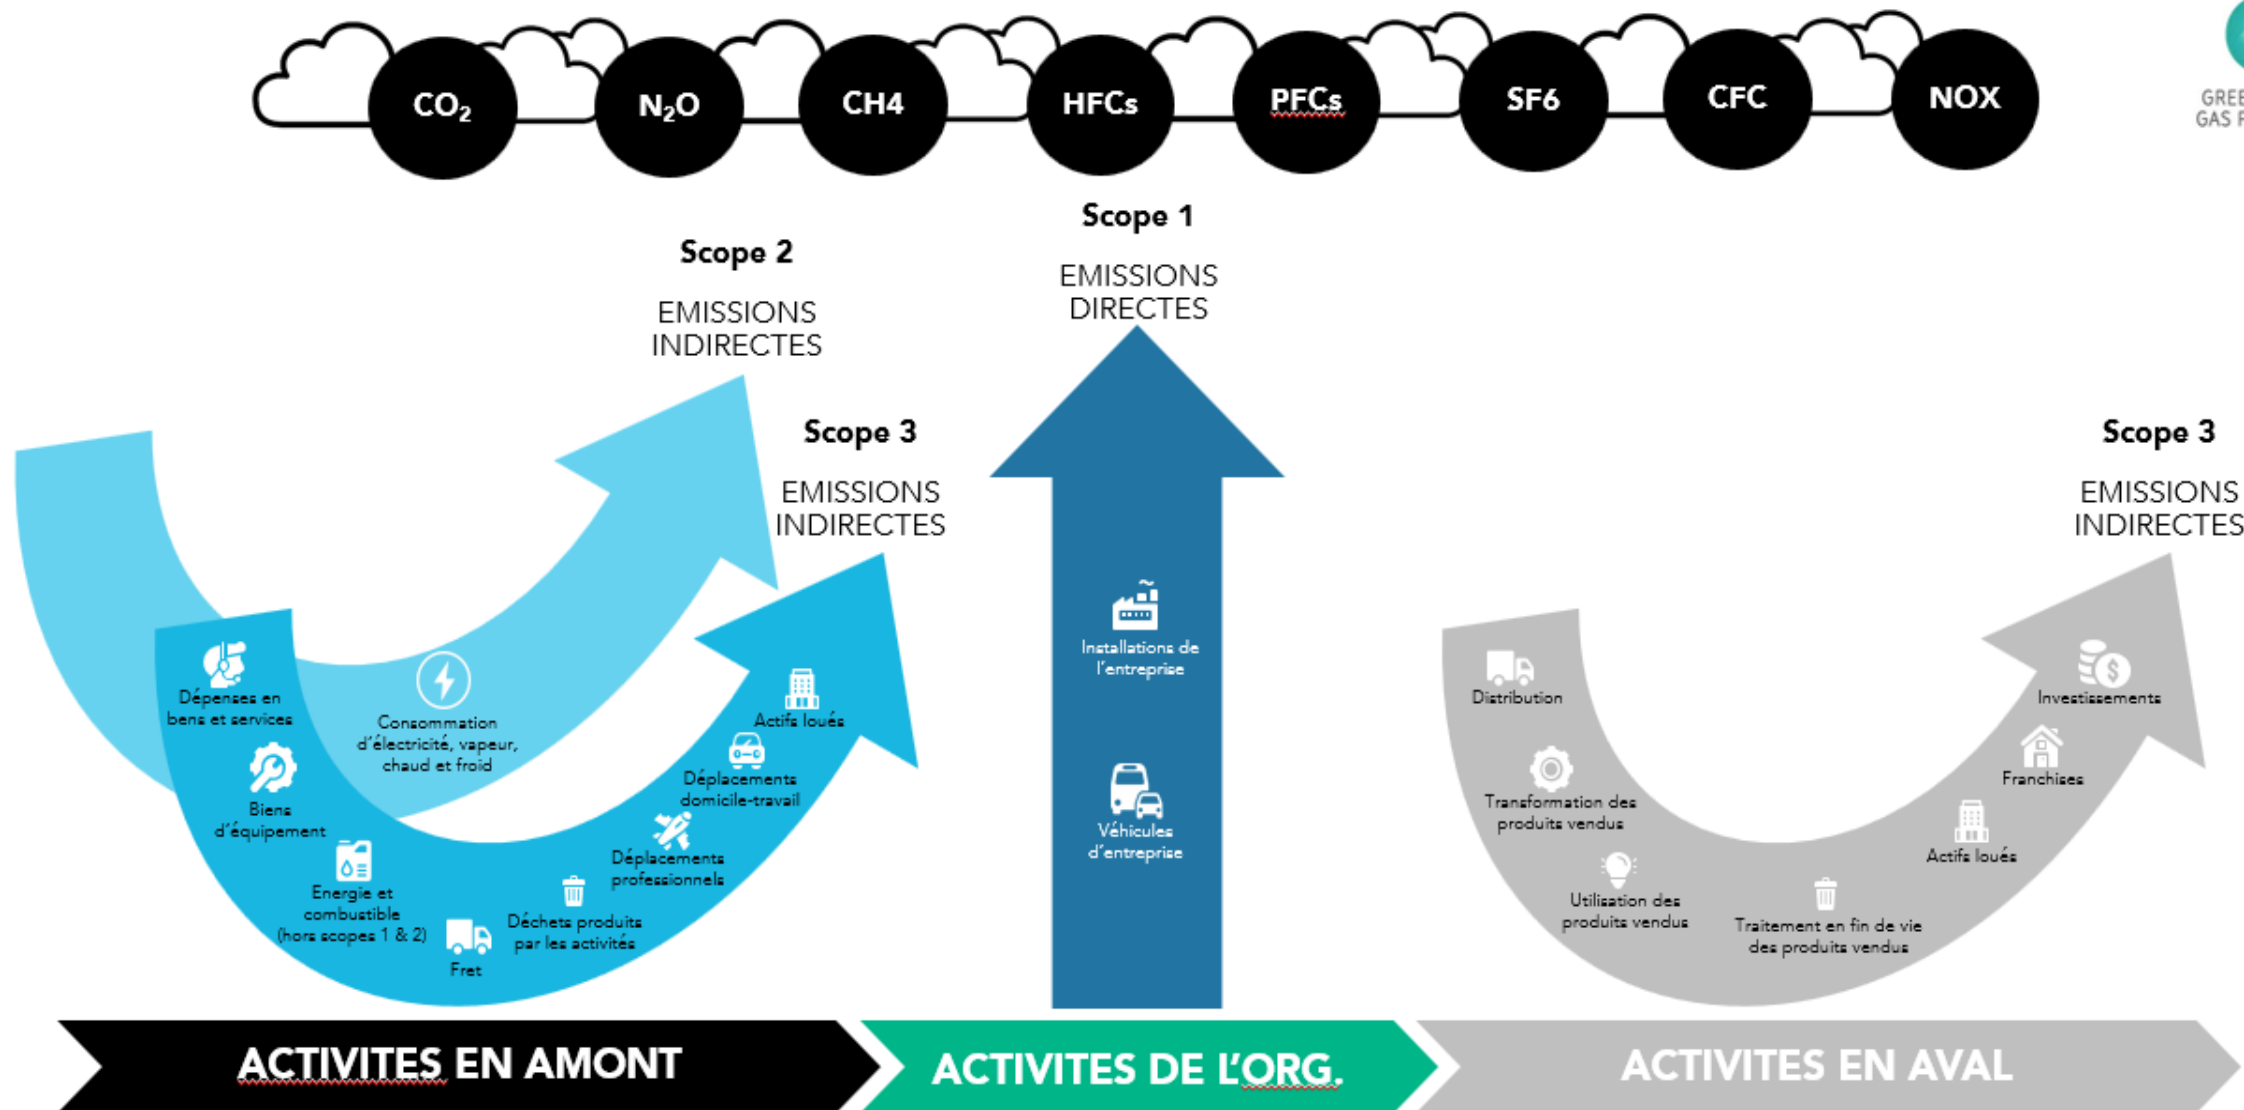 CO₂
N₂O
CH4
HFCs
PFCs
SF6
CFC
NOX
Scope 1
EMISSIONS
DIRECTES
Scope 2
EMISSIONS
INDIRECTES
Scope 3
EMISSIONS
INDIRECTES
Scope 3
EMISSIONS
INDIRECTES
Dépenses en
bens et services
Biens
d'équipement
Energie et
combustible
(hors scopes 1 & 2)
Fret
Déchets produits
par les activités
Déplacements
professionnels
Déplacements
domicile-travail
Actifs loués
Consommation
d'électricité, vapeur,
chaud et froid
Installations de
l'entreprise
Véhicules
d'entreprise
Distribution
Transformation des
produits vendus
Utilisation des
produits vendus
Traitement en fin de vie
des produits vendus
Actifs loués
Franchises
Investissements
ACTIVITES EN AMONT
ACTIVITES DE L'ORG.
ACTIVITES EN AVAL
GAS